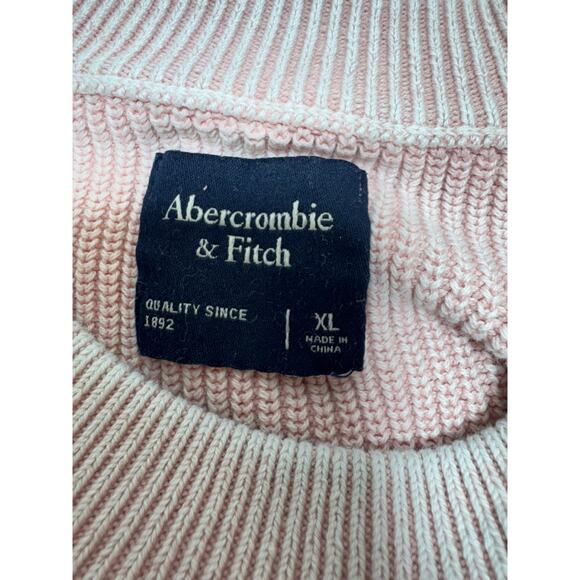 Abercrombie
& Fitch
QUALITY SINCE
1892
XL
MADE IN
CHINA